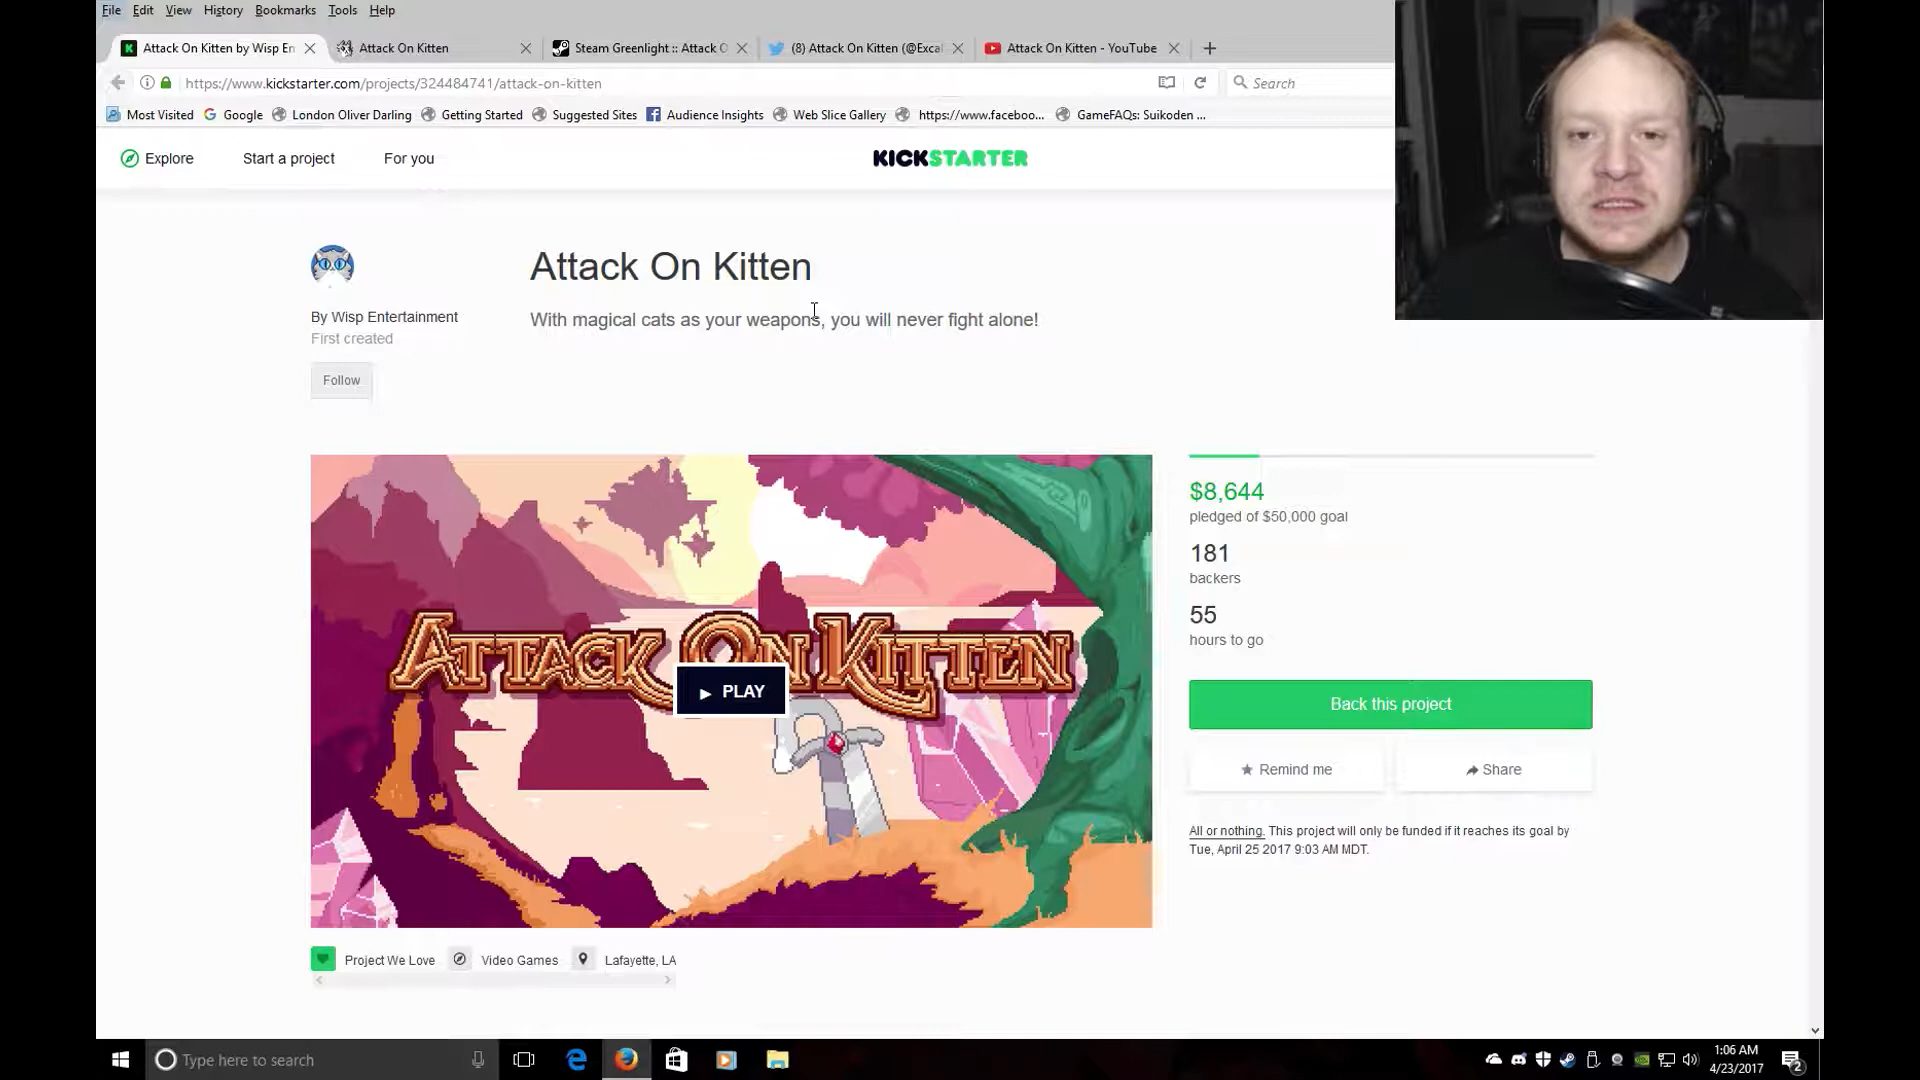 File Edit View History Bookmarks Tools Help
Attack On Kitten by Wisp En
Attack On Kitten
Steam Greenlight :: Attack O
(8) Attack On Kitten (@Excal
Attack On Kitten - YouTube
https://www.kickstarter.com/projects/324484741/attack-on-kitten
Search
Most Visited Google London Oliver Darling Getting Started Suggested Sites Audience Insights Web Slice Gallery https://www.faceboo... GameFAQs: Suikoden ...
Explore Start a project For you KICKSTARTER
Attack On Kitten
By Wisp Entertainment
First created
With magical cats as your weapons, you will never fight alone!
Follow
ATTACK ON KITTEN
PLAY
$8,644
pledged of $50,000 goal
181
backers
55
hours to go
Back this project
Remind me Share
All or nothing. This project will only be funded if it reaches its goal by
Tue, April 25 2017 9:03 AM MDT.
Project We Love Video Games Lafayette, LA
Type here to search
1:06 AM
4/23/2017
2